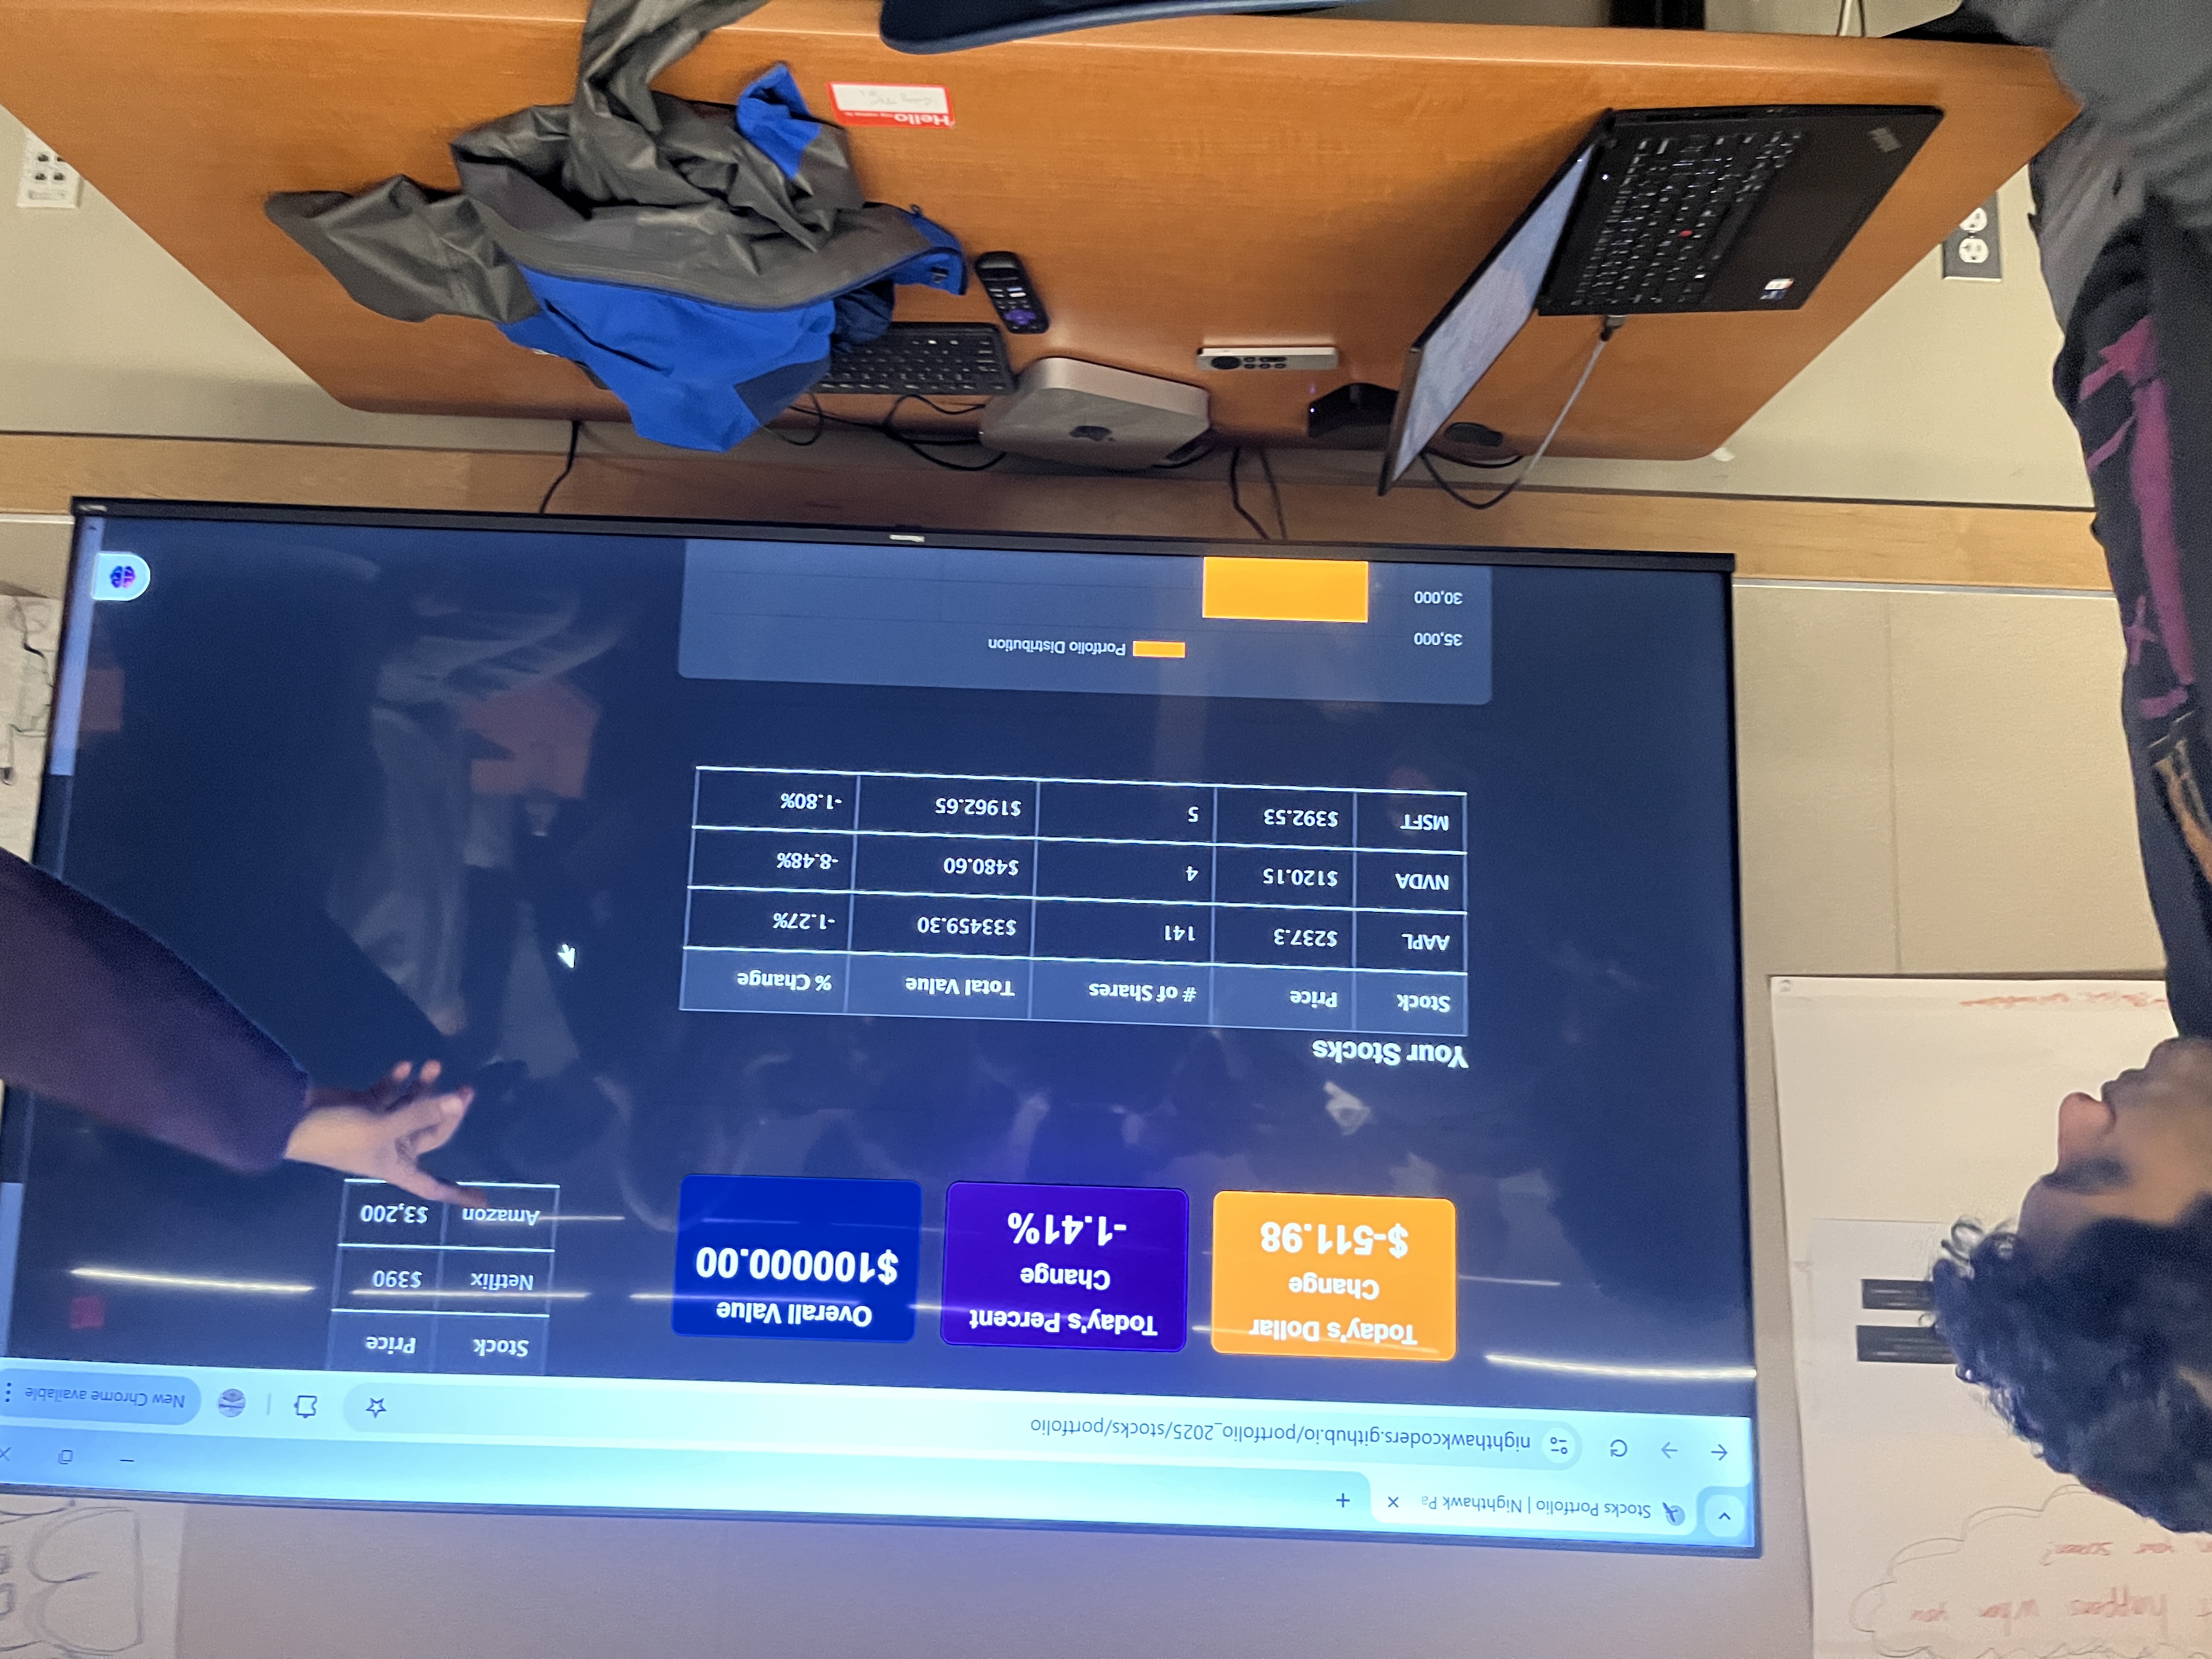 happens when you
your screen?
Stocks Portfolio | Nighthawk Pa
nighthawkcoders.github.io/portfolio_2025/stocks/portfolio
New Chrome available
Today's Dollar
Change
$-511.98
Today's Percent
Change
-1.41%
Overall Value
$100000.00
Stock Price
Netflix $390
Amazon $3,200
Your Stocks
Stock Price # of Shares Total Value % Change
AAPL $237.3 141 $33459.30 -1.27%
NVDA $120.15 4 $480.60 -8.48%
MSFT $392.53 5 $1962.65 -1.80%
Portfolio Distribution
35,000
30,000
Hisense
ThinkPad
Hello